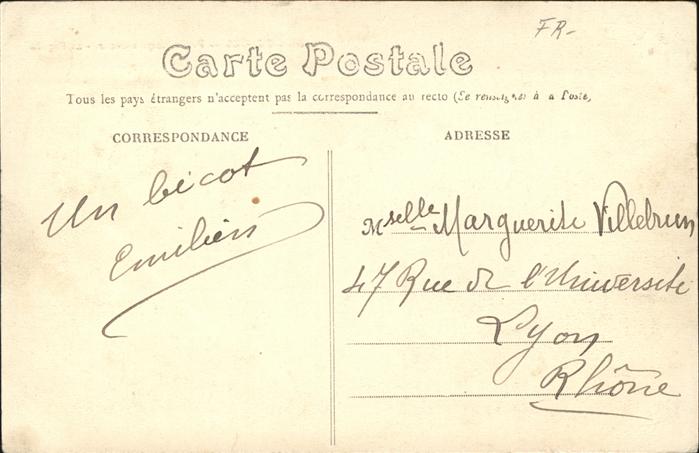 FR-
Carte Postale
Tous les pays étrangers n'acceptent pas la correspondance au recto (Se renseigner à la Poste)
CORRESPONDANCE
Un bécot
Emilien
ADRESSE
Mselle Marguerite Villebrun
47 Rue de l'Université
Lyon
Rhône